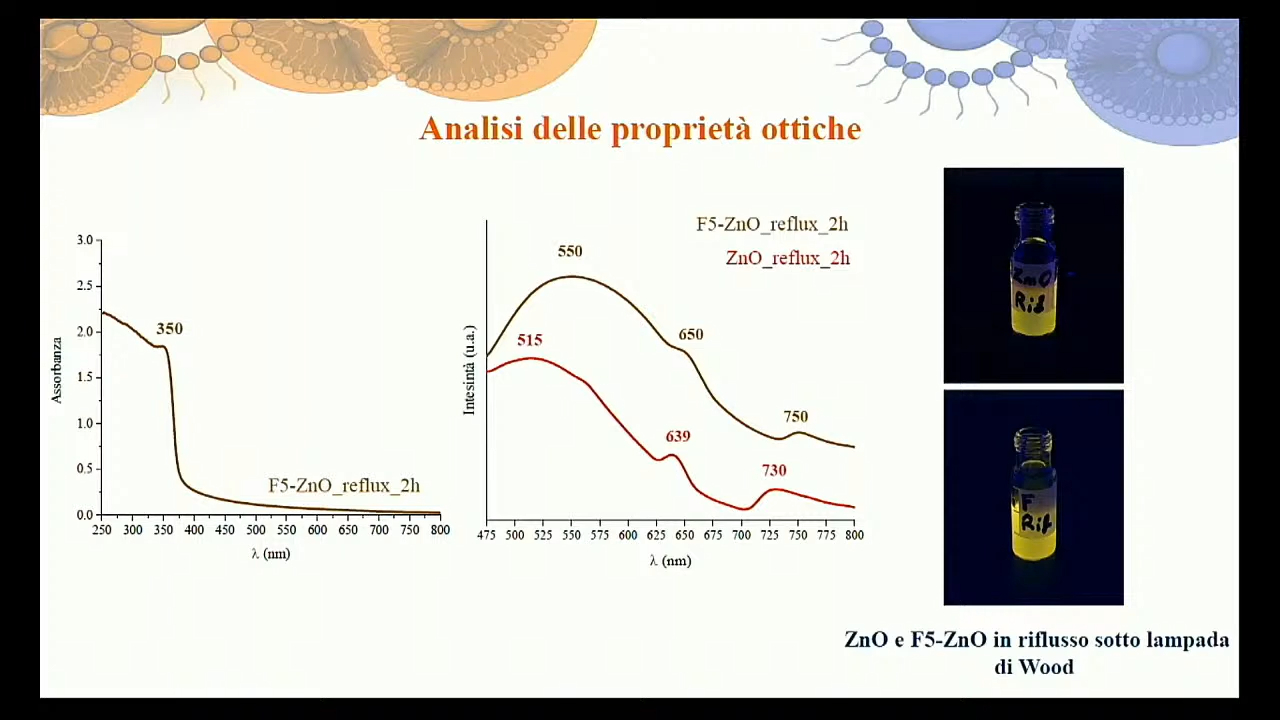 Analisi delle proprietà ottiche
3.0
2.5
2.0
1.5
1.0
0.5
0.0
Assorbanza
350
F5-ZnO_reflux_2h
250 300 350 400 450 500 550 600 650 700 750 800
λ (nm)
F5-ZnO_reflux_2h
ZnO_reflux_2h
Intesintà (u.a.)
550
650
750
515
639
730
475 500 525 550 575 600 625 650 675 700 725 750 775 800
λ (nm)
ZnO
Rif
F
Rif
ZnO e F5-ZnO in riflusso sotto lampada
di Wood